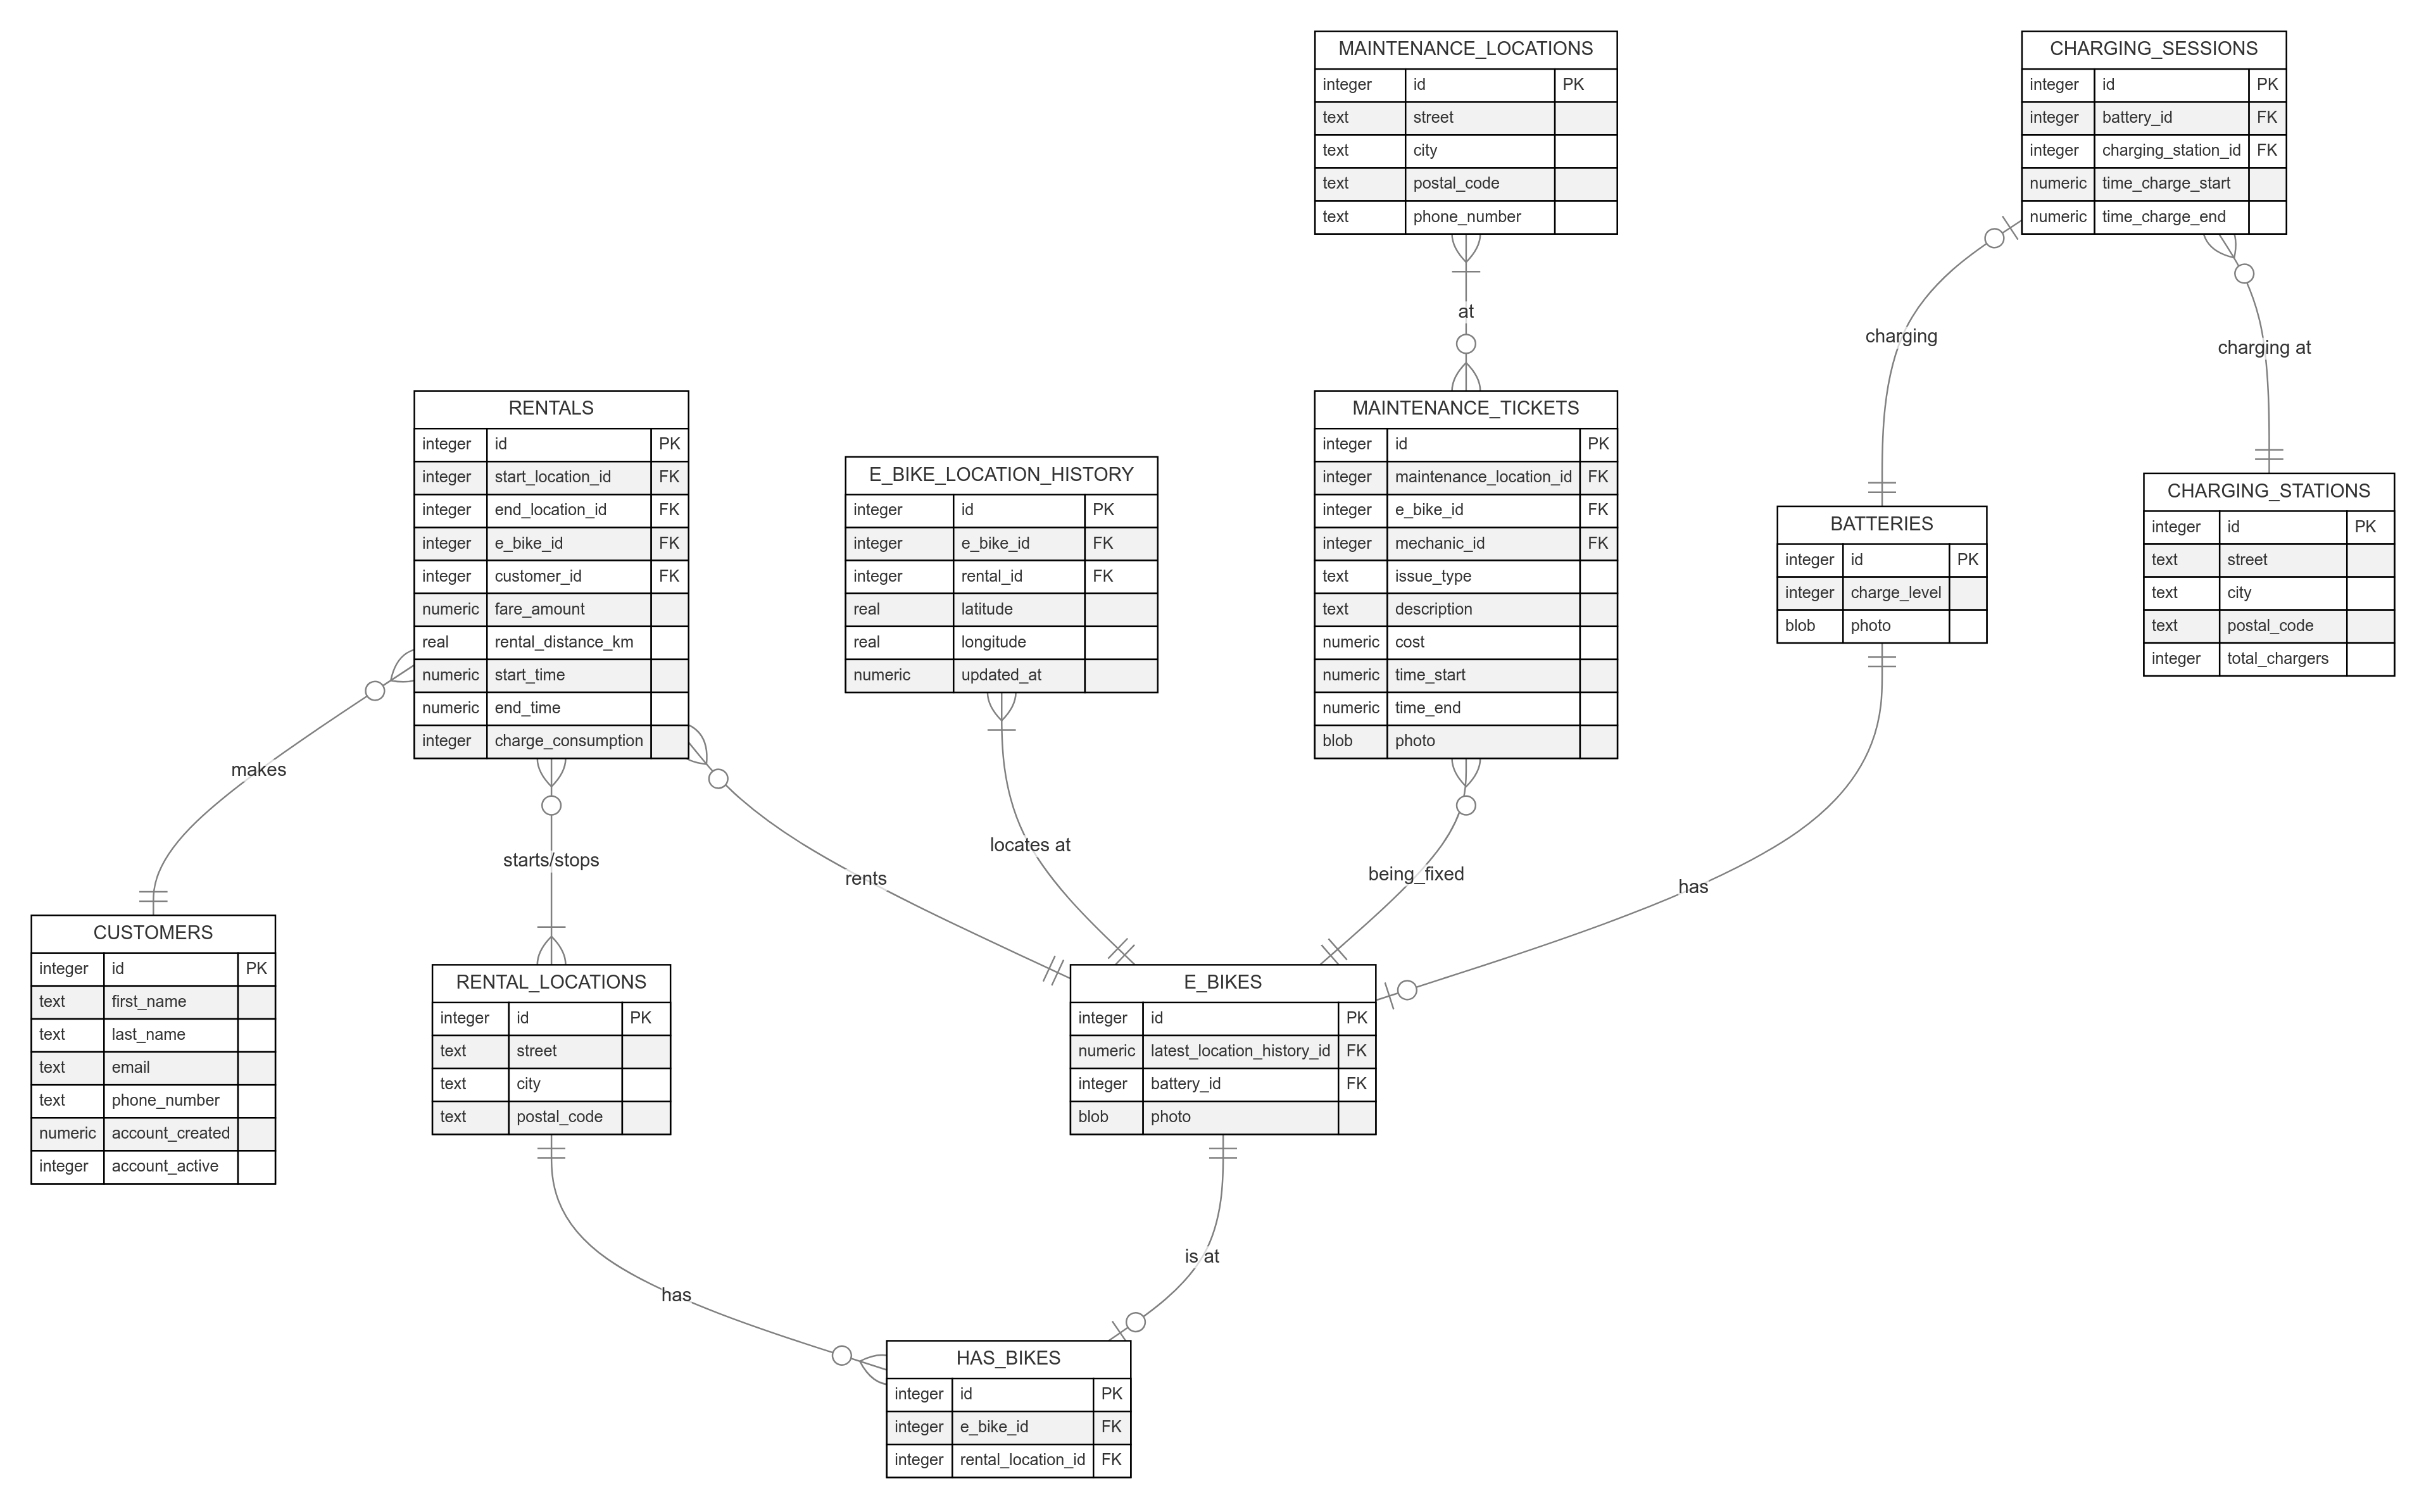 MAINTENANCE_LOCATIONS
integer id PK
text street
text city
text postal_code
text phone_number
CHARGING_SESSIONS
integer id PK
integer battery_id FK
integer charging_station_id FK
numeric time_charge_start
numeric time_charge_end
at
charging
charging at
RENTALS
integer id PK
integer start_location_id FK
integer end_location_id FK
integer e_bike_id FK
integer customer_id FK
numeric fare_amount
real rental_distance_km
numeric start_time
numeric end_time
integer charge_consumption
E_BIKE_LOCATION_HISTORY
integer id PK
integer e_bike_id FK
integer rental_id FK
real latitude
real longitude
numeric updated_at
MAINTENANCE_TICKETS
integer id PK
integer maintenance_location_id FK
integer e_bike_id FK
integer mechanic_id FK
text issue_type
text description
numeric cost
numeric time_start
numeric time_end
blob photo
BATTERIES
integer id PK
integer charge_level
blob photo
CHARGING_STATIONS
integer id PK
text street
text city
text postal_code
integer total_chargers
makes
starts/stops
rents
locates at
being_fixed
has
CUSTOMERS
integer id PK
text first_name
text last_name
text email
text phone_number
numeric account_created
integer account_active
RENTAL_LOCATIONS
integer id PK
text street
text city
text postal_code
E_BIKES
integer id PK
numeric latest_location_history_id FK
integer battery_id FK
blob photo
has
is at
HAS_BIKES
integer id PK
integer e_bike_id FK
integer rental_location_id FK